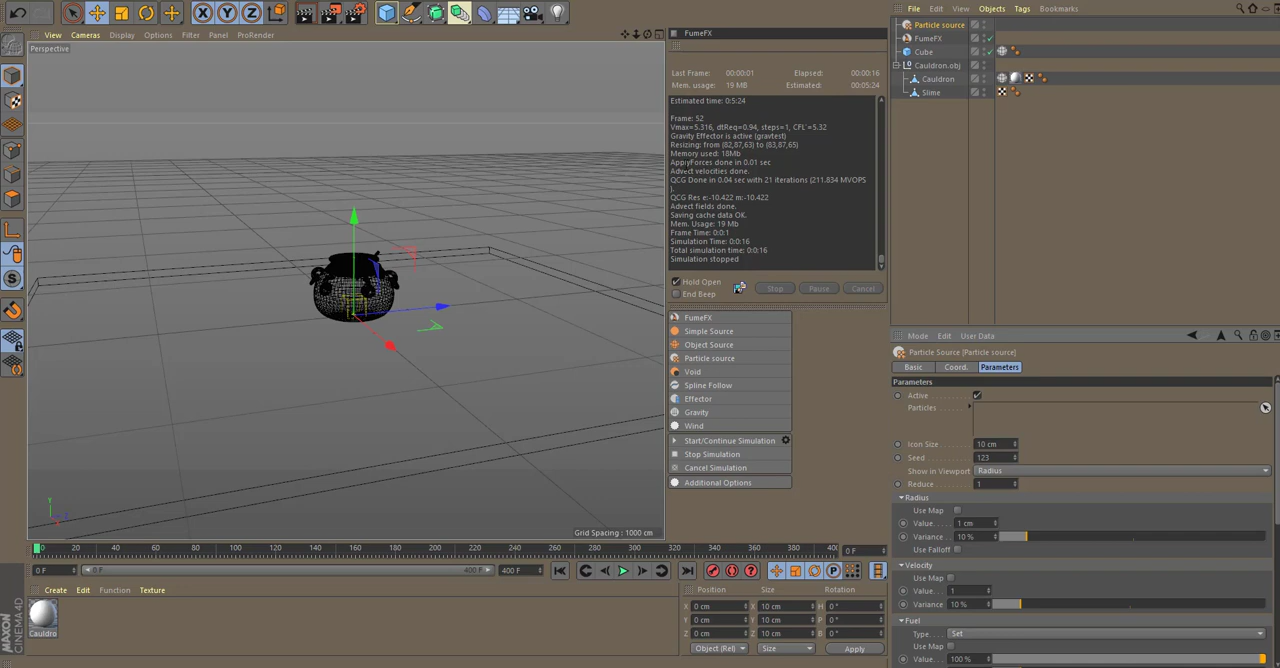 File Edit View Objects Tags Bookmarks
View Cameras Display Options Filter Panel ProRender
Perspective
Grid Spacing : 1000 cm
FumeFX
Last Frame: 00:00:01 Elapsed: 00:00:16
Mem. usage: 19 MB Estimated: 00:05:24
Estimated time: 0:5:24
Frame: 52
Vmax=5.316, dtReq=0.94, steps=1, CFL'=5.32
Gravity Effector is active (gravtest)
Resizing: from (82,87,63) to (83,87,65)
Memory used: 18Mb
ApplyForces done in 0.01 sec
Advect velocities done.
QCG Done in 0.04 sec with 21 iterations (211.834 MVOPS
).
QCG Res e:-10.422 m:-10.422
Advect fields done.
Saving cache data OK.
Mem. Usage: 19 Mb
Frame Time: 0:0:1
Simulation Time: 0:0:16
Total simulation time: 0:0:16
Simulation stopped
Hold Open
End Beep
Stop Pause Cancel
FumeFX
Simple Source
Object Source
Particle source
Void
Spline Follow
Effector
Gravity
Wind
Start/Continue Simulation
Stop Simulation
Cancel Simulation
Additional Options
Particle source
FumeFX
Cube
Cauldron.obj
Cauldron
Slime
Mode Edit User Data
Particle Source [Particle source]
Basic Coord. Parameters
Parameters
Active
Particles
Icon Size 10 cm
Seed 123
Show in Viewport Radius
Reduce 1
Radius
Use Map
Value 1 cm
Variance 10 %
Use Falloff
Velocity
Use Map
Value 1
Variance 10 %
Fuel
Type Set
Use Map
Value 100 %
0 20 40 60 80 100 120 140 160 180 200 220 240 260 280 300 320 340 360 380 40 0 F
0 F 0 F 400 F 400 F
Create Edit Function Texture
Cauldro
MAXON
CINEMA4D
Position Size Rotation
X 0 cm X 10 cm H 0 °
Y 0 cm Y 10 cm P 0 °
Z 0 cm Z 10 cm B 0 °
Object (Rel) Size Apply
X Y Z
S
P
Y